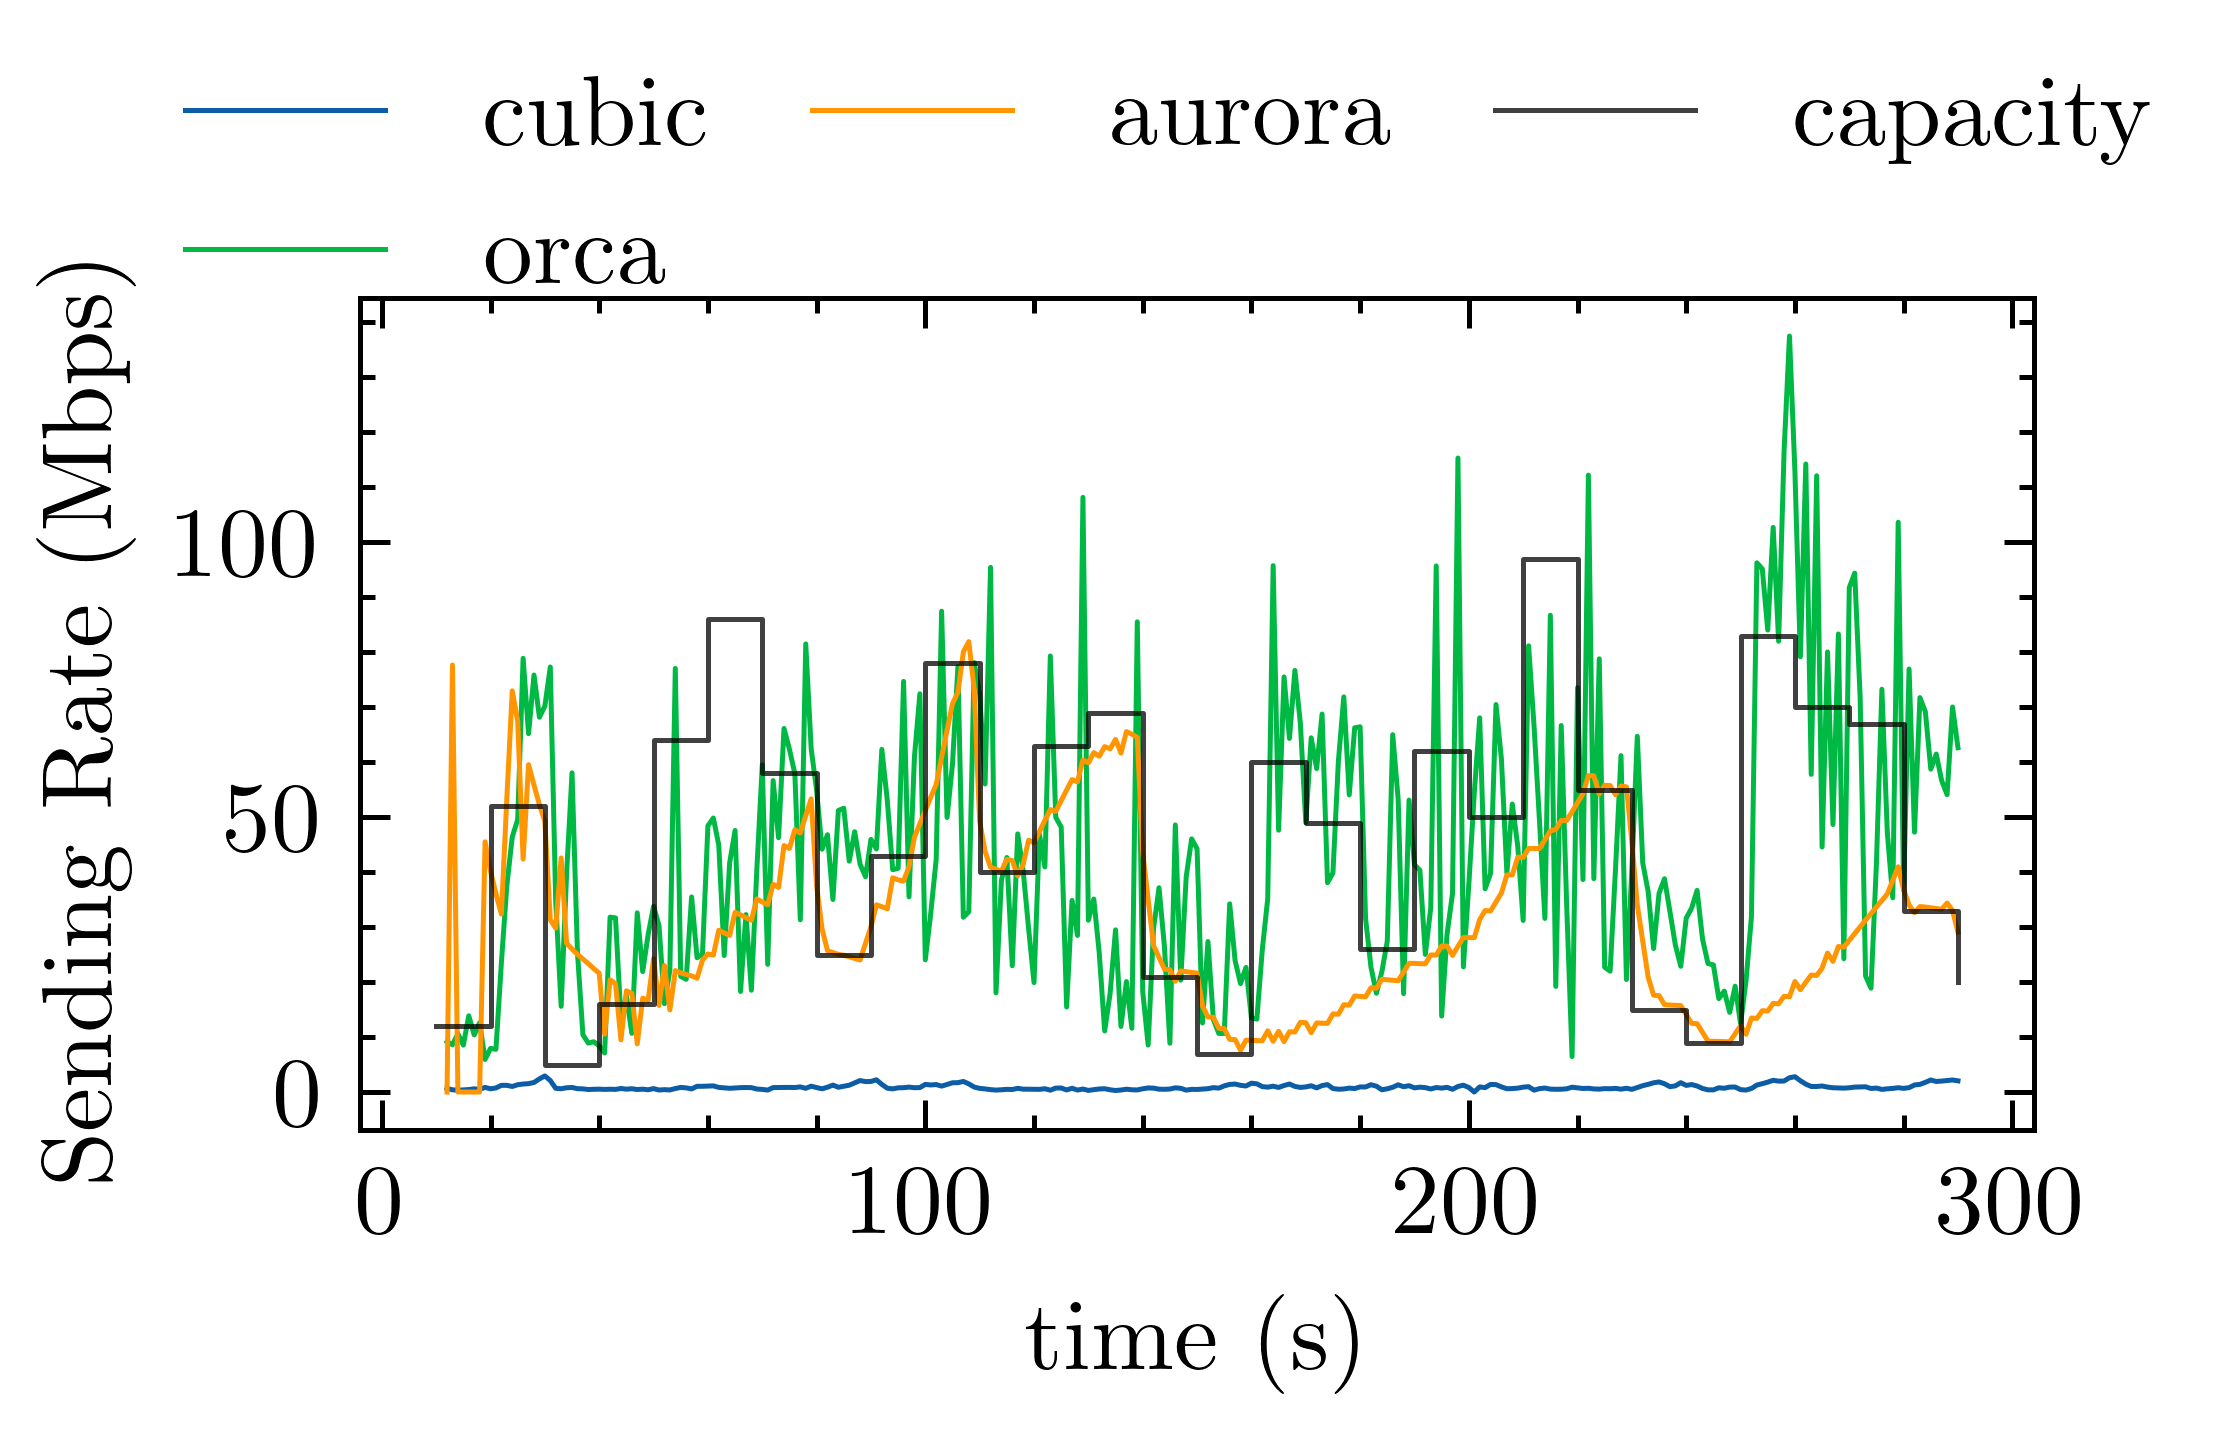 cubic aurora capacity
orca
Sending Rate (Mbps)
100
50
0
0 100 200 300
time (s)